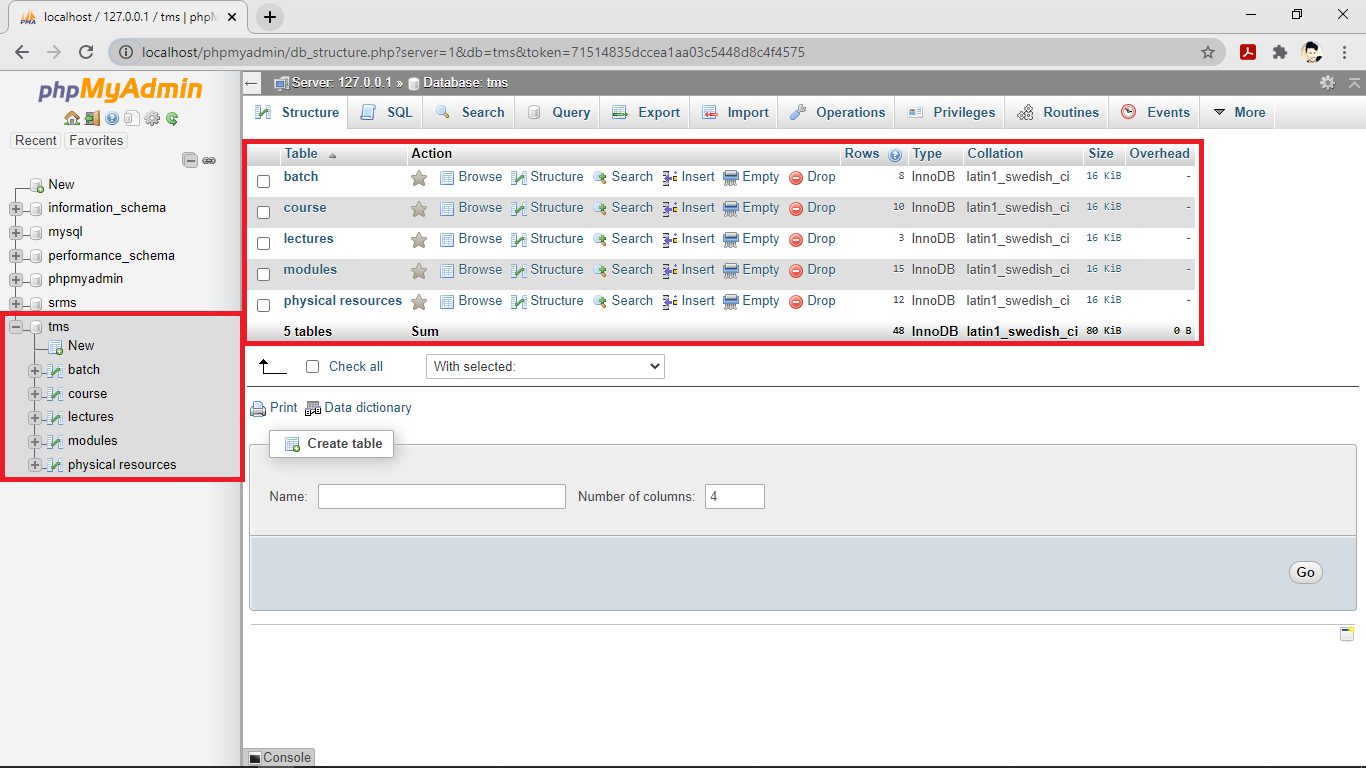 localhost / 127.0.0.1 / tms | phpM
localhost/phpmyadmin/db_structure.php?server=1&db=tms&token=71514835dccea1aa03c5448d8c4f4575
phpMyAdmin
Recent Favorites
New
information_schema
mysql
performance_schema
phpmyadmin
srms
tms
New
batch
course
lectures
modules
physical resources
Server: 127.0.0.1 » Database: tms
Structure SQL Search Query Export Import Operations Privileges Routines Events More
Table Action Rows Type Collation Size Overhead
batch Browse Structure Search Insert Empty Drop 8 InnoDB latin1_swedish_ci 16 KiB -
course Browse Structure Search Insert Empty Drop 10 InnoDB latin1_swedish_ci 16 KiB -
lectures Browse Structure Search Insert Empty Drop 3 InnoDB latin1_swedish_ci 16 KiB -
modules Browse Structure Search Insert Empty Drop 15 InnoDB latin1_swedish_ci 16 KiB -
physical resources Browse Structure Search Insert Empty Drop 12 InnoDB latin1_swedish_ci 16 KiB -
5 tables Sum 48 InnoDB latin1_swedish_ci 80 KiB 0 B
Check all With selected:
Print Data dictionary
Create table
Name: Number of columns: 4
Go
Console